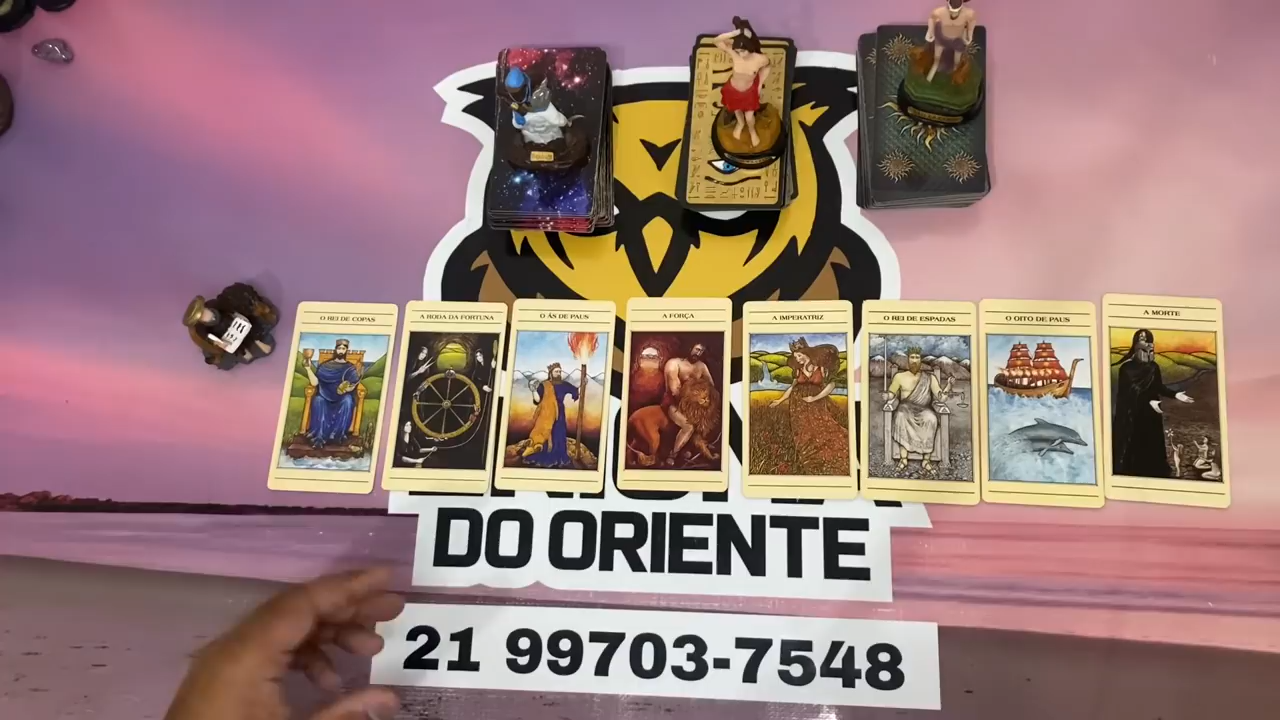 O REI DE COPAS
A RODA DA FORTUNA
O ÁS DE PAUS
A FORÇA
A IMPERATRIZ
O REI DE ESPADAS
O OITO DE PAUS
A MORTE
DO ORIENTE
21 99703-7548